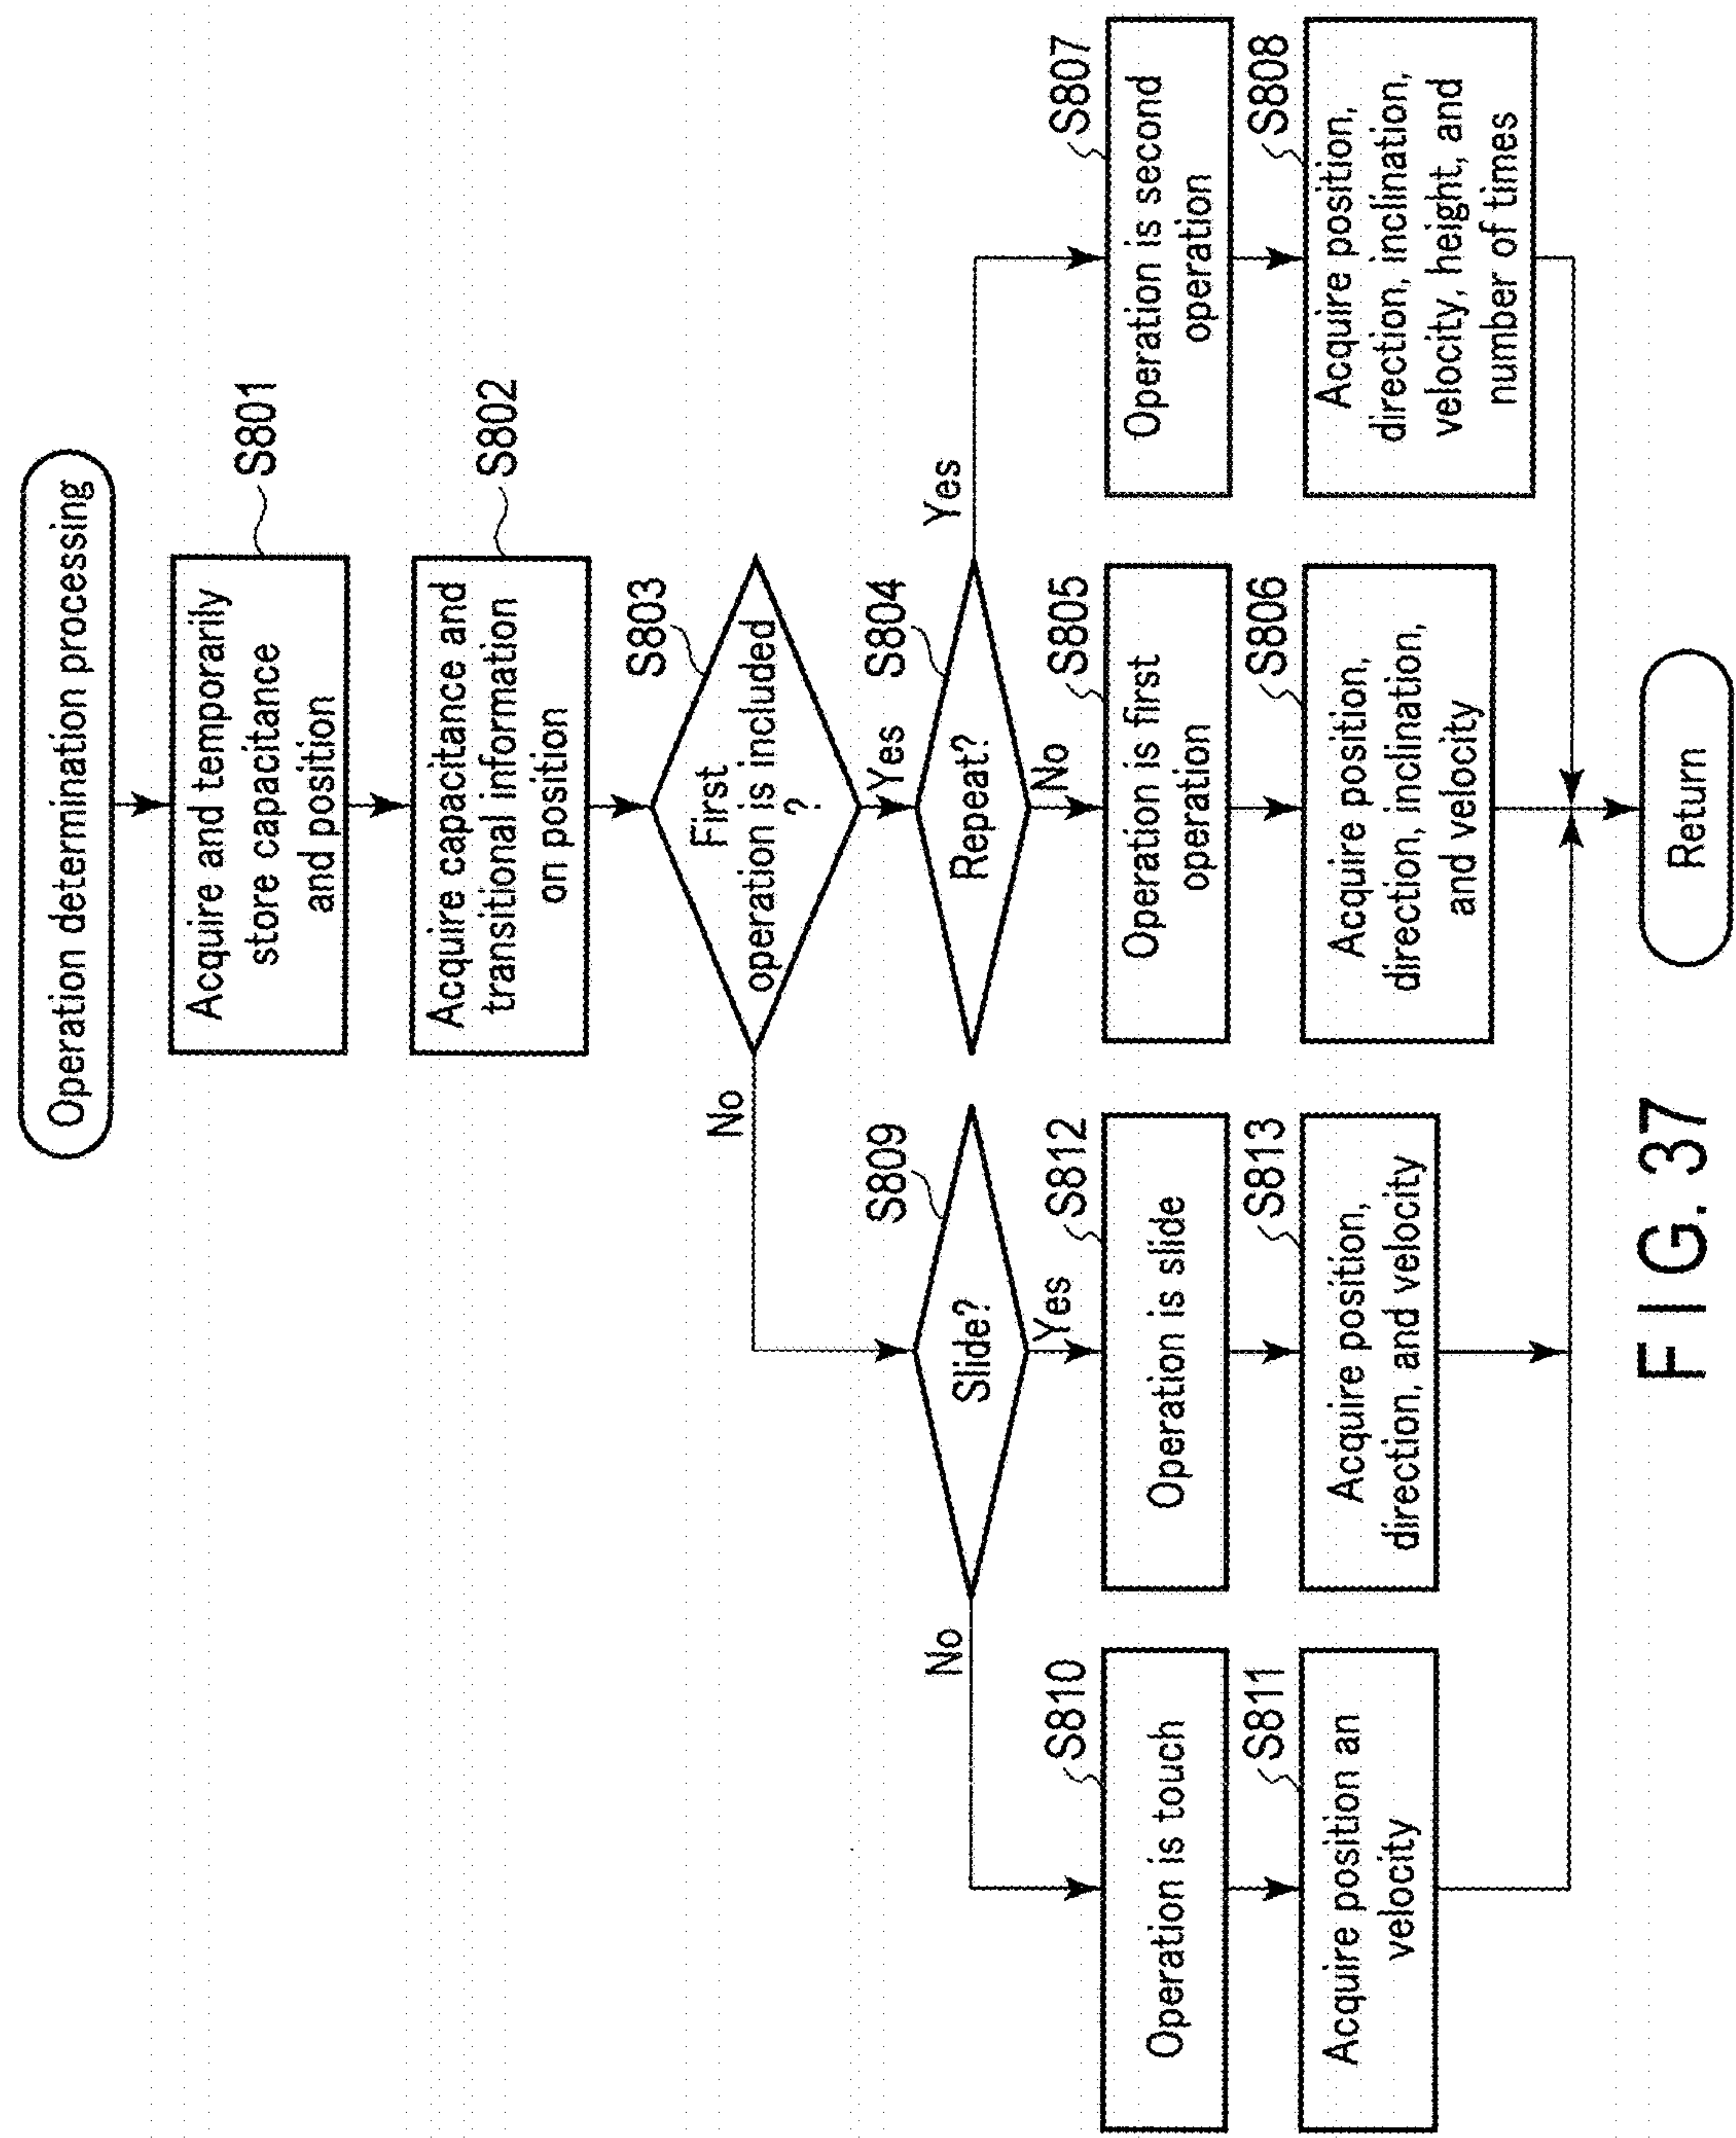 Operation determination processing
S801
Acquire and temporarily
store capacitance
and position
S802
Acquire capacitance and
transitional information
on position
S803
First
operation is included
?
No
Yes
S804
Repeat?
Yes
No
S809
Slide?
No
Yes
S810
Operation is touch
S812
Operation is slide
S805
Operation is first
operation
S807
Operation is second
operation
S811
Acquire position an
velocity
S813
Acquire position,
direction, and velocity
S806
Acquire position,
direction, inclination,
and velocity
S808
Acquire position,
direction, inclination,
velocity, height, and
number of times
Return
FIG. 37